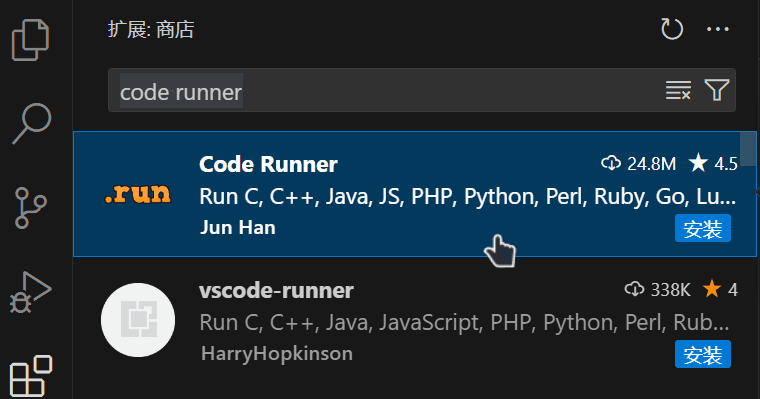 扩展: 商店
code runner
Code Runner 24.8M ★ 4.5
.run
Run C, C++, Java, JS, PHP, Python, Perl, Ruby, Go, Lu...
Jun Han 安装
vscode-runner 338K ★ 4
Run C, C++, Java, JavaScript, PHP, Python, Perl, Rub...
HarryHopkinson 安装